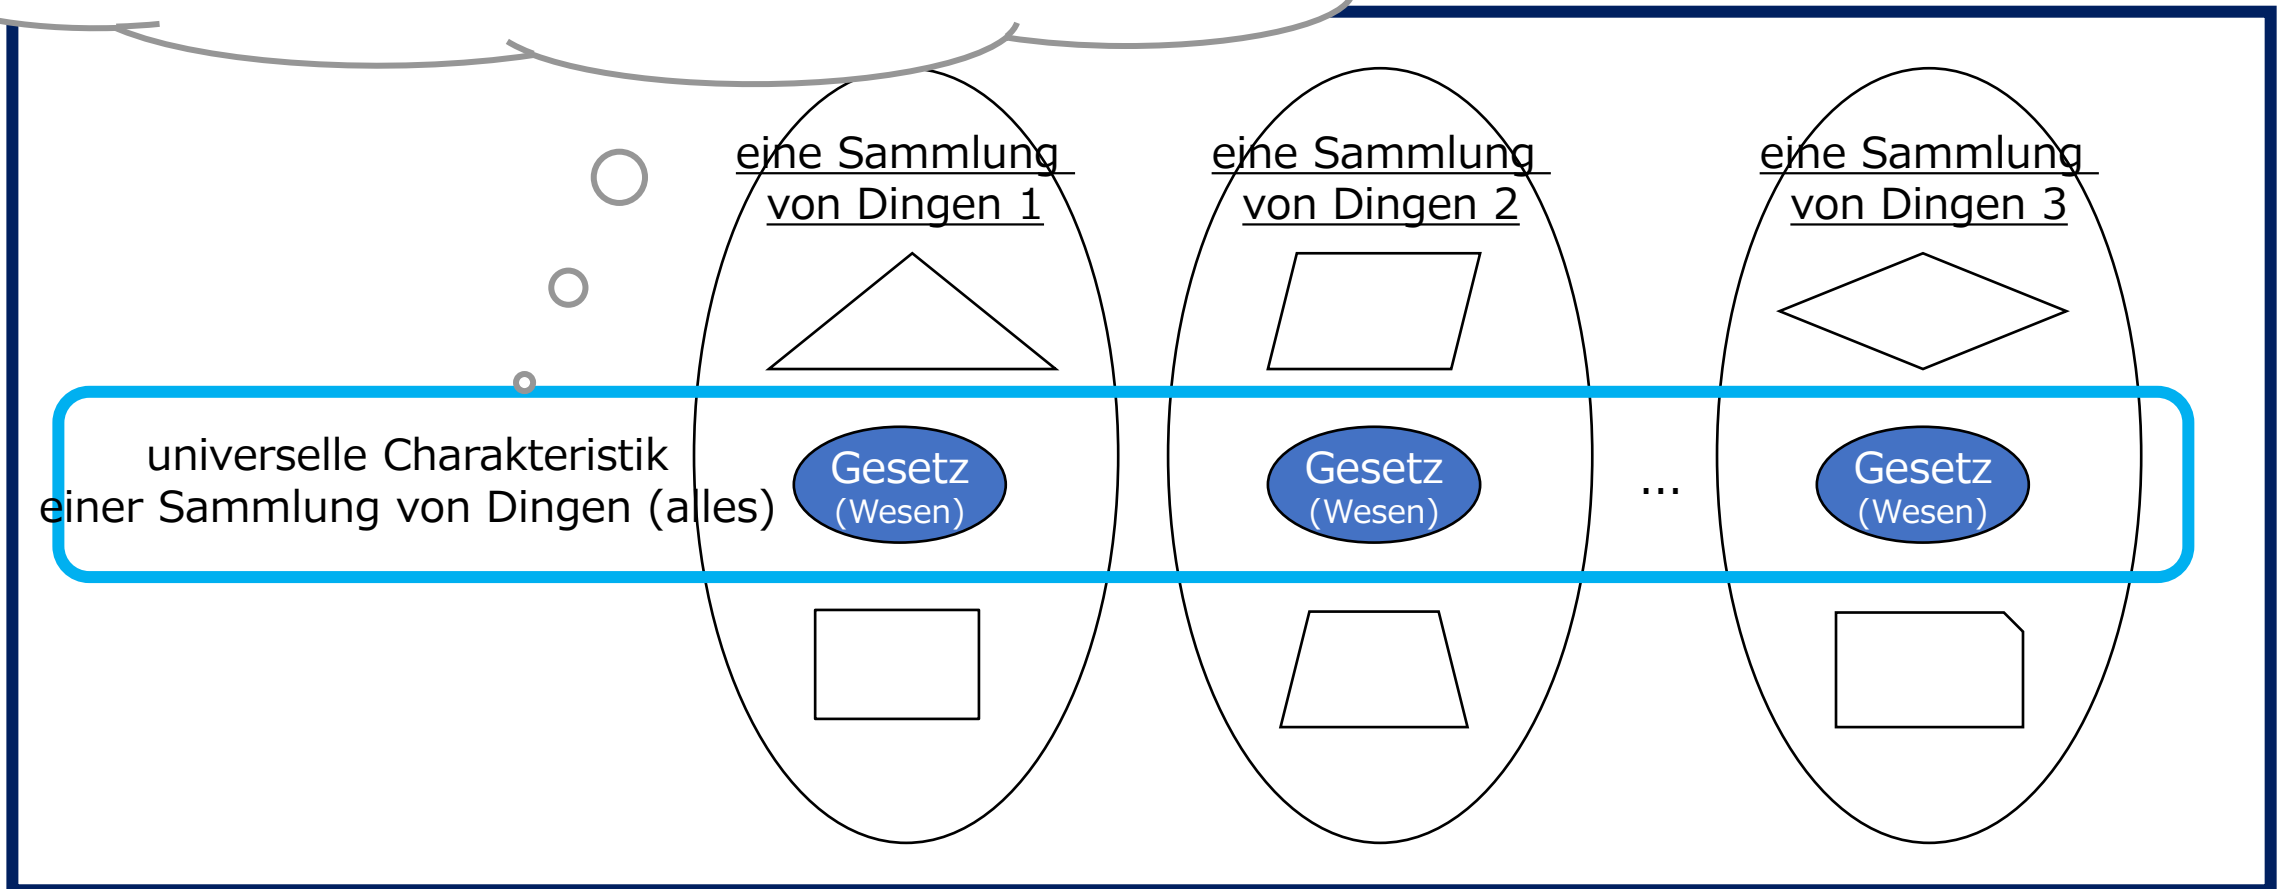 eine Sammlung
von Dingen 1
eine Sammlung
von Dingen 2
eine Sammlung
von Dingen 3
universelle Charakteristik
einer Sammlung von Dingen (alles)
Gesetz
(Wesen)
Gesetz
(Wesen)
...
Gesetz
(Wesen)